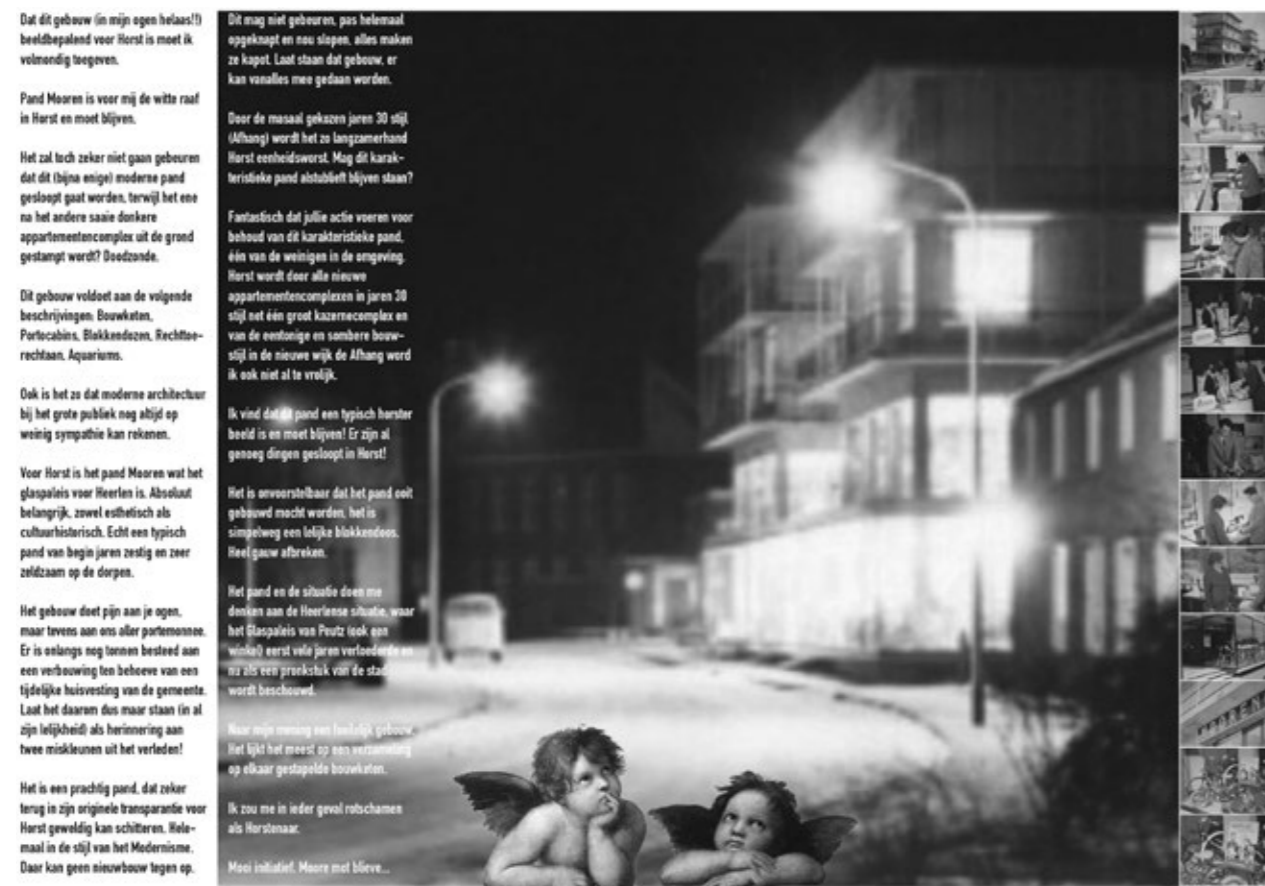 Dat dit gebouw (in mijn ogen helaas!!)
beeldbepalend voor Horst is moet ik
volmondig toegeven.
Pand Mooren is voor mij de witte raaf
in Horst en moet blijven.
Het zal toch zeker niet gaan gebeuren
dat dit (bijna enige) moderne pand
gesloopt gaat worden, terwijl het ene
na het andere saaie donkere
appartementencomplex uit de grond
gestampt wordt? Doodzonde.
Dit gebouw voldoet aan de volgende
beschrijvingen: Bouwketen,
Portocabins, Blokkendozen, Rechttoe-
rechtaan, Aquariums.
Ook is het zo dat moderne architectuur
bij het grote publiek nog altijd op
weinig sympathie kan rekenen.
Voor Horst is het pand Mooren wat het
glaspaleis voor Heerlen is. Absoluut
belangrijk, zowel esthetisch als
cultuurhistorisch. Echt een typisch
pand van begin jaren zestig en zeer
zeldzaam op de dorpen.
Het gebouw doet pijn aan je ogen,
maar tevens aan ons aller portemonnee.
Er is onlangs nog tonnen besteed aan
een verbouwing ten behoeve van een
tijdelijke huisvesting van de gemeente.
Laat het daarom dus maar staan (in al
zijn lelijkheid) als herinnering aan
twee miskleunen uit het verleden!
Het is een prachtig pand, dat zeker
terug in zijn originele transparantie voor
Horst geweldig kan schitteren. Hele-
maal in de stijl van het Modernisme.
Daar kan geen nieuwbouw tegen op.
Dit mag niet gebeuren, pas helemaal
opgeknapt en nou slopen, alles maken
ze kapot. Laat staan dat gebouw, er
kan vanalles mee gedaan worden.
Door de masaal gekozen jaren 30 stijl
(Afhang) wordt het zo langzamerhand
Horst eenheidsworst. Mag dit karak-
teristieke pand alstublieft blijven staan?
Fantastisch dat jullie actie voeren voor
behoud van dit karakteristieke pand,
één van de weinigen in de omgeving.
Horst wordt door alle nieuwe
appartementencomplexen in jaren 30
stijl net één groot kazernecomplex en
van de eentonige en sombere bouw-
stijl in de nieuwe wijk de Afhang word
ik ook niet al te vrolijk.
Ik vind dat dit pand een typisch horster
beeld is en moet blijven! Er zijn al
genoeg dingen gesloopt in Horst!
Het is onvoorstelbaar dat het pand ooit
gebouwd mocht worden, het is
simpelweg een lelijke blokkendoos.
Heel gauw afbreken.
Het pand en de situatie doen me
denken aan de Heerlense situatie, waar
het Glaspaleis van Peutz (ook een
winkel) eerst vele jaren verloederde en
nu als een pronkstuk van de stad
wordt beschouwd.
Naar mijn mening een foeilelijk gebouw.
Het lijkt het meest op een verzameling
op elkaar gestapelde bouwketen.
Ik zou me in ieder geval rotschamen
als Horstenaar.
Mooi initiatief. Moore mot blieve...